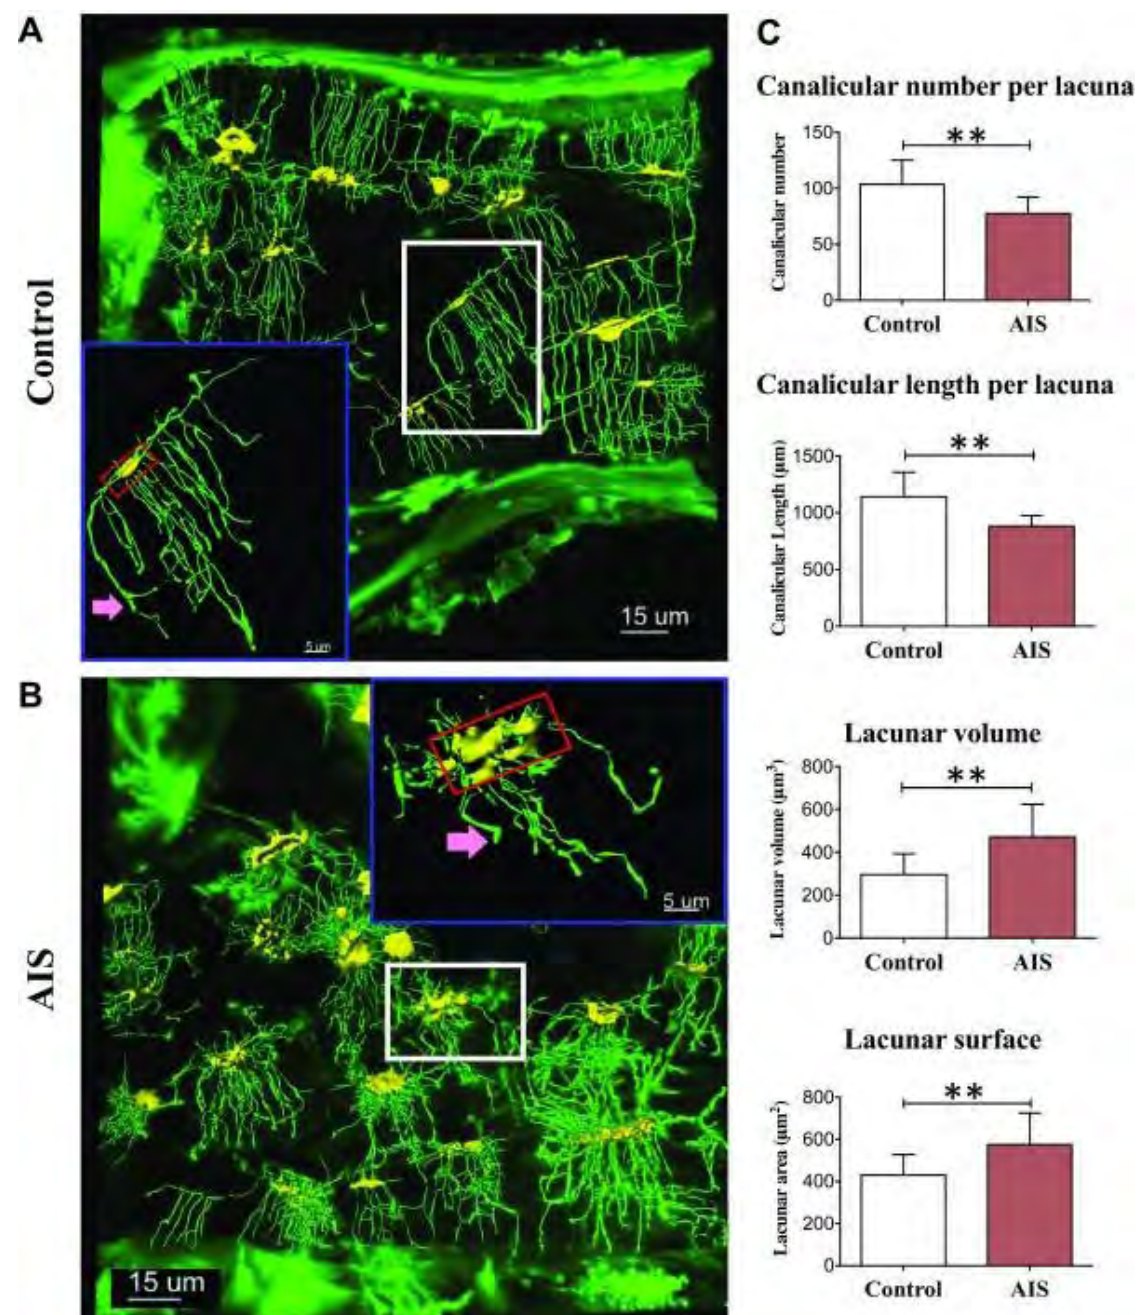 A
Control
15 um
5 um
B
AIS
5 um
15 um
C
Canalicular number per lacuna
Canalicular number
150
100
50
0
**
Control AIS
Canalicular length per lacuna
Canalicular Length (µm)
1500
1000
500
0
**
Control AIS
Lacunar volume
Lacunar volume (µm³)
800
600
400
200
0
**
Control AIS
Lacunar surface
Lacunar area (µm²)
800
600
400
200
0
**
Control AIS